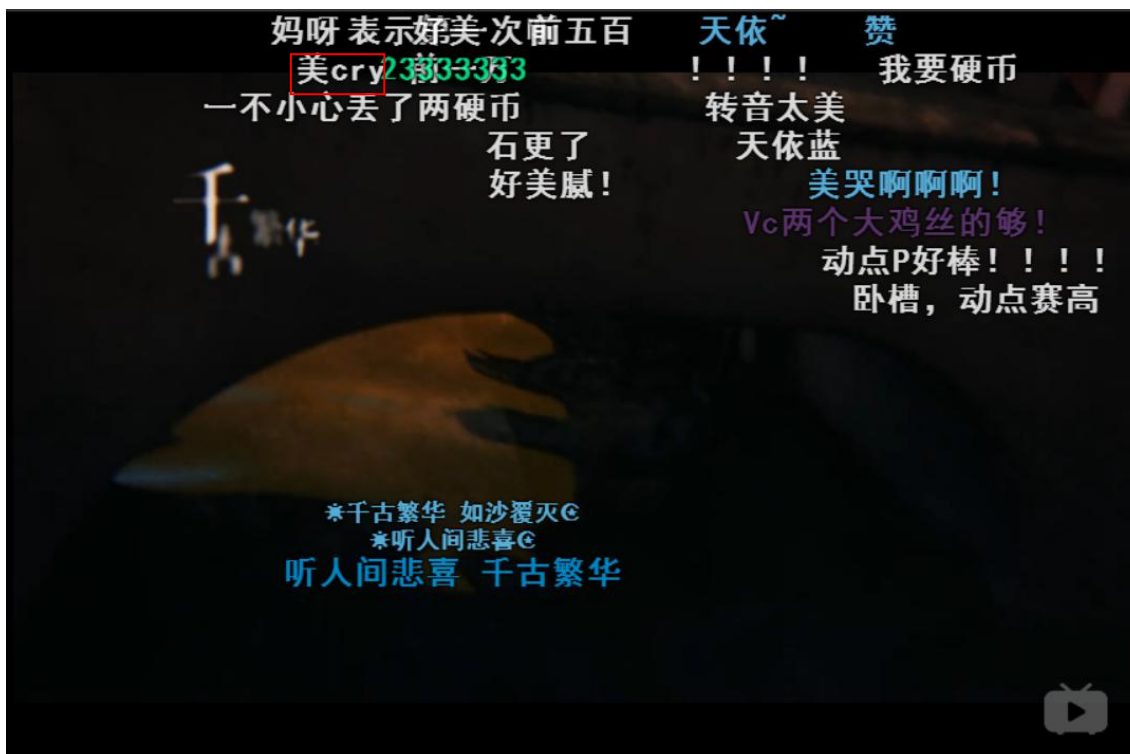 妈呀 表示 好美 次 前五百 天依~ 赞
美cry 23333333 ！！！！ 我要硬币
一不小心丢了两硬币 转音太美
石更了 天依蓝
好美腻！ 美哭啊啊啊！
Vc两个大鸡丝的够！
动点P好棒！！！！
卧槽，动点赛高
千古
繁华
☀千古繁华 如沙覆灭☪
☀听人间悲喜☪
听人间悲喜 千古繁华